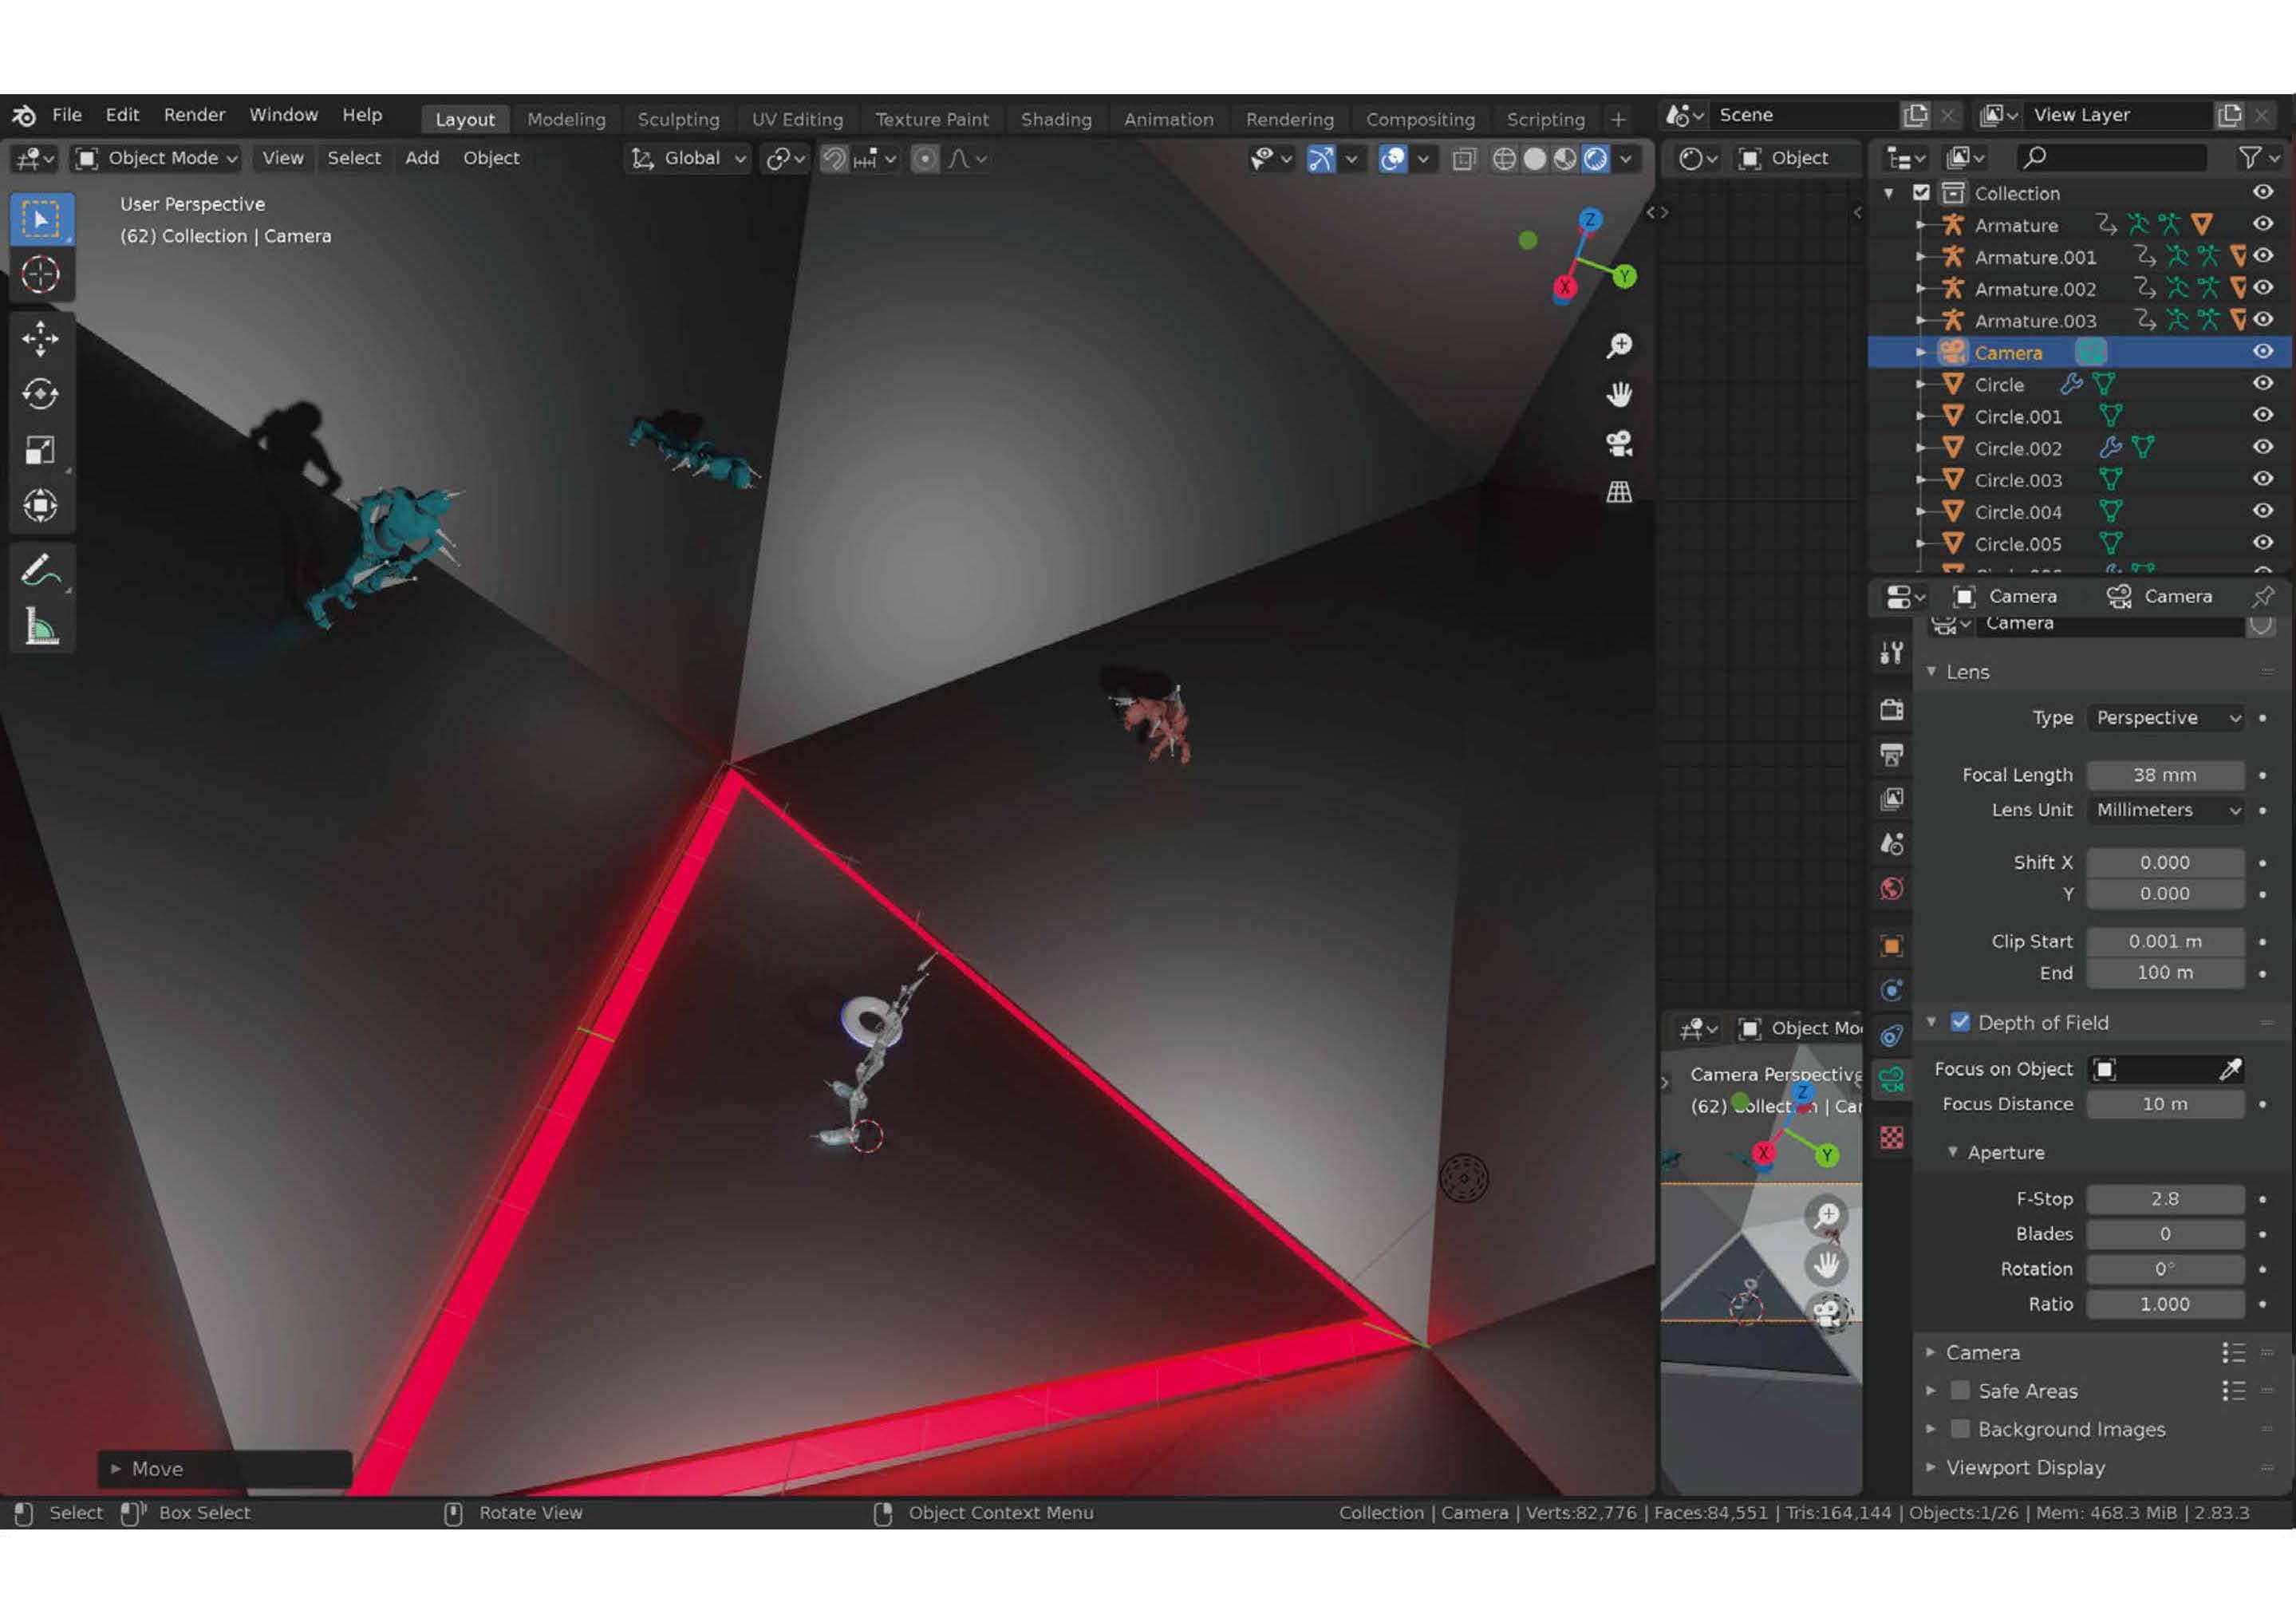 File Edit Render Window Help Layout Modeling Sculpting UV Editing Texture Paint Shading Animation Rendering Compositing Scripting + Scene View Layer
Object Mode View Select Add Object Global Object
User Perspective
(62) Collection | Camera
Z
Y
X
Collection
Armature
Armature.001
Armature.002
Armature.003
Camera
Circle
Circle.001
Circle.002
Circle.003
Circle.004
Circle.005
Camera Camera
Camera
Lens
Type Perspective
Focal Length 38 mm
Lens Unit Millimeters
Shift X 0.000
Y 0.000
Clip Start 0.001 m
End 100 m
Depth of Field
Focus on Object
Focus Distance 10 m
Aperture
F-Stop 2.8
Blades 0
Rotation 0°
Ratio 1.000
Camera
Safe Areas
Background Images
Viewport Display
Object Mo
Camera Perspective
(62) Collection | Car
Z
X
Y
Move
Select Box Select Rotate View Object Context Menu Collection | Camera | Verts:82,776 | Faces:84,551 | Tris:164,144 | Objects:1/26 | Mem: 468.3 MiB | 2.83.3